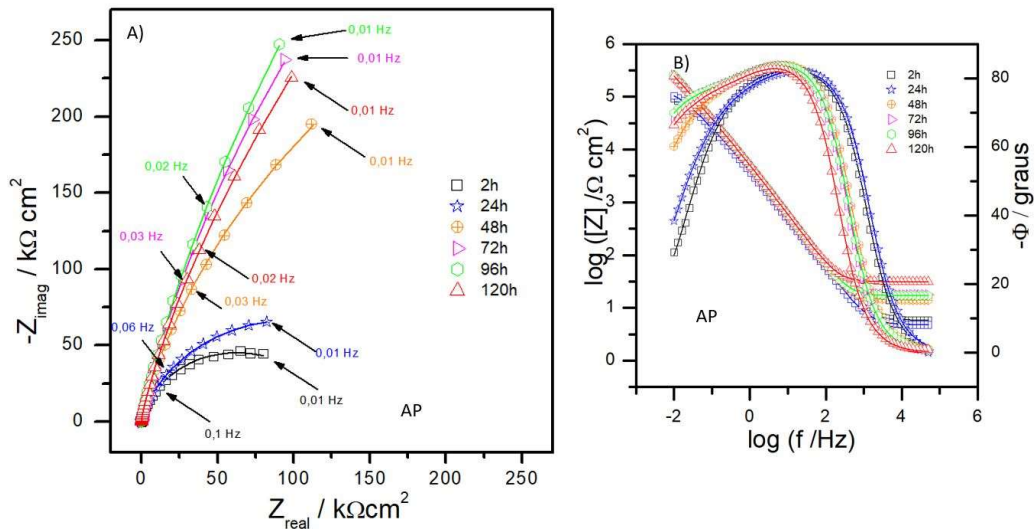 A)
250
200
150
100
50
0
0 50 100 150 200 250
-Z_imag / kΩ cm²
Z_real / kΩcm²
0,01 Hz
0,01 Hz
0,01 Hz
0,01 Hz
0,02 Hz
0,03 Hz
0,02 Hz
0,03 Hz
0,06 Hz
0,01 Hz
0,01 Hz
0,1 Hz
2h
24h
48h
72h
96h
120h
AP
B)
6
5
4
3
2
1
0
-2 0 2 4 6
log ([Z] /Ω cm²)
log (f /Hz)
80
60
40
20
0
-Φ / graus
2h
24h
48h
72h
96h
120h
AP